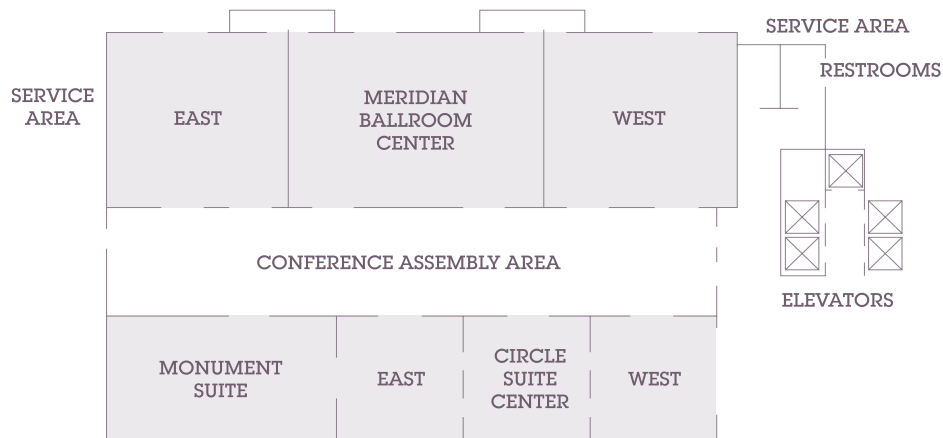 SERVICE AREA
RESTROOMS
SERVICE
AREA
EAST
MERIDIAN
BALLROOM
CENTER
WEST
CONFERENCE ASSEMBLY AREA
ELEVATORS
MONUMENT
SUITE
EAST
CIRCLE
SUITE
CENTER
WEST